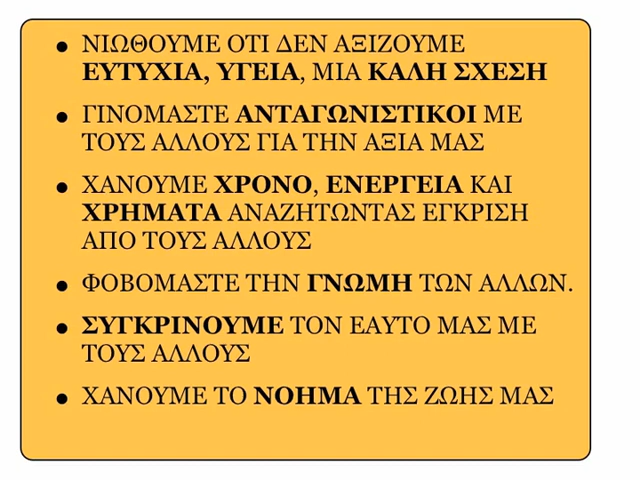 • ΝΙΩΘΟΥΜΕ ΟΤΙ ΔΕΝ ΑΞΙΖΟΥΜΕ
ΕΥΤΥΧΙΑ, ΥΓΕΙΑ, ΜΙΑ ΚΑΛΗ ΣΧΕΣΗ
• ΓΙΝΟΜΑΣΤΕ ΑΝΤΑΓΩΝΙΣΤΙΚΟΙ ΜΕ
ΤΟΥΣ ΑΛΛΟΥΣ ΓΙΑ ΤΗΝ ΑΞΙΑ ΜΑΣ
• ΧΑΝΟΥΜΕ ΧΡΟΝΟ, ΕΝΕΡΓΕΙΑ ΚΑΙ
ΧΡΗΜΑΤΑ ΑΝΑΖΗΤΩΝΤΑΣ ΕΓΚΡΙΣΗ
ΑΠΟ ΤΟΥΣ ΑΛΛΟΥΣ
• ΦΟΒΟΜΑΣΤΕ ΤΗΝ ΓΝΩΜΗ ΤΩΝ ΑΛΛΩΝ.
• ΣΥΓΚΡΙΝΟΥΜΕ ΤΟΝ ΕΑΥΤΟ ΜΑΣ ΜΕ
ΤΟΥΣ ΑΛΛΟΥΣ
• ΧΑΝΟΥΜΕ ΤΟ ΝΟΗΜΑ ΤΗΣ ΖΩΗΣ ΜΑΣ